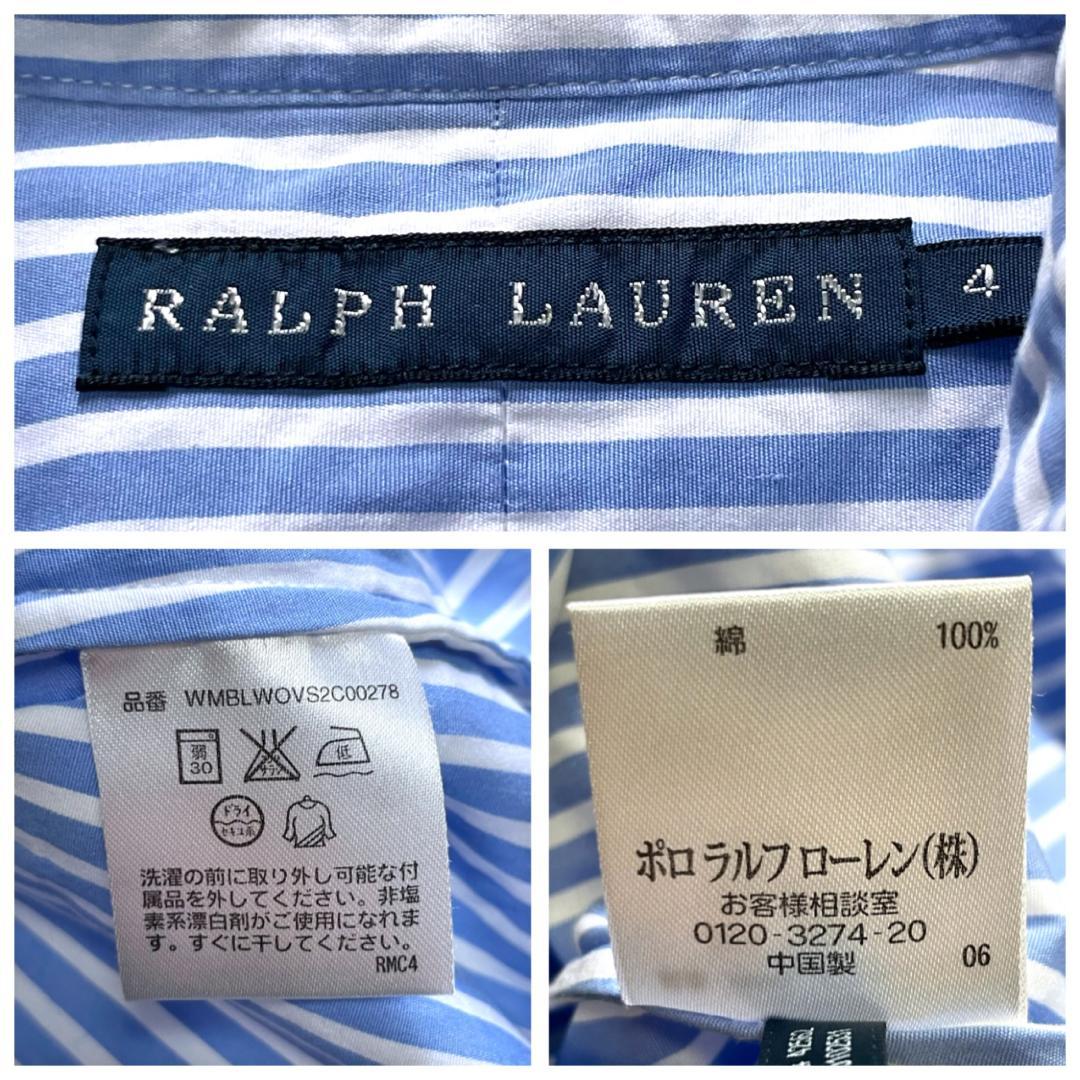 RALPH LAUREN 4
品番 WMBLWOVS2C00278
弱
30
低
ドライ
セキユ系
洗濯の前に取り外し可能な付
属品を外してください。非塩
素系漂白剤がご使用になれま
す。すぐに干してください。
RMC4
綿 100%
ポロ ラルフ ローレン(株)
お客様相談室
0120-3274-20
中国製 06